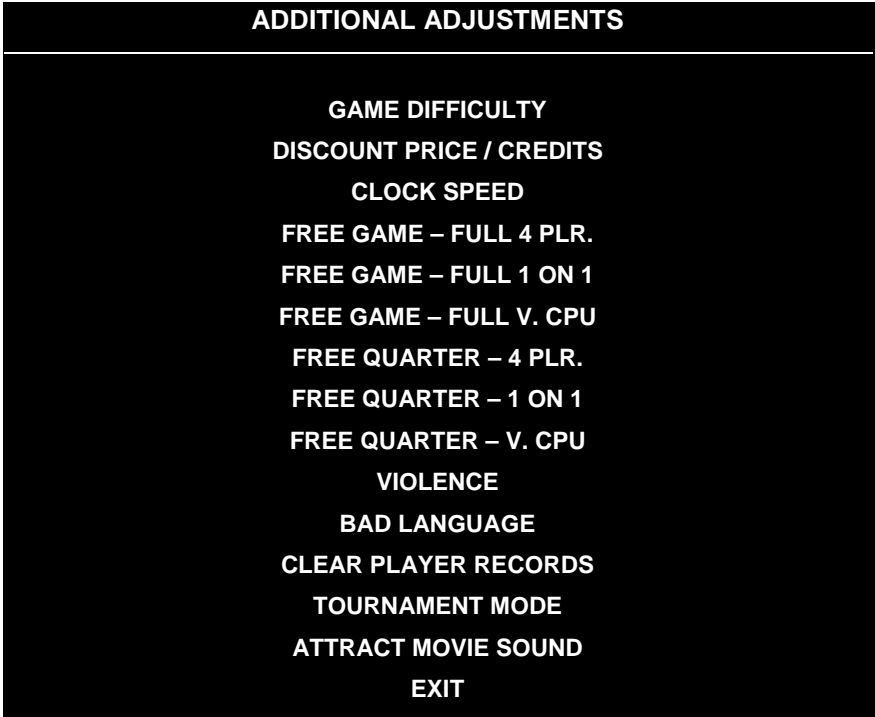 ADDITIONAL ADJUSTMENTS
GAME DIFFICULTY
DISCOUNT PRICE / CREDITS
CLOCK SPEED
FREE GAME – FULL 4 PLR.
FREE GAME – FULL 1 ON 1
FREE GAME – FULL V. CPU
FREE QUARTER – 4 PLR.
FREE QUARTER – 1 ON 1
FREE QUARTER – V. CPU
VIOLENCE
BAD LANGUAGE
CLEAR PLAYER RECORDS
TOURNAMENT MODE
ATTRACT MOVIE SOUND
EXIT